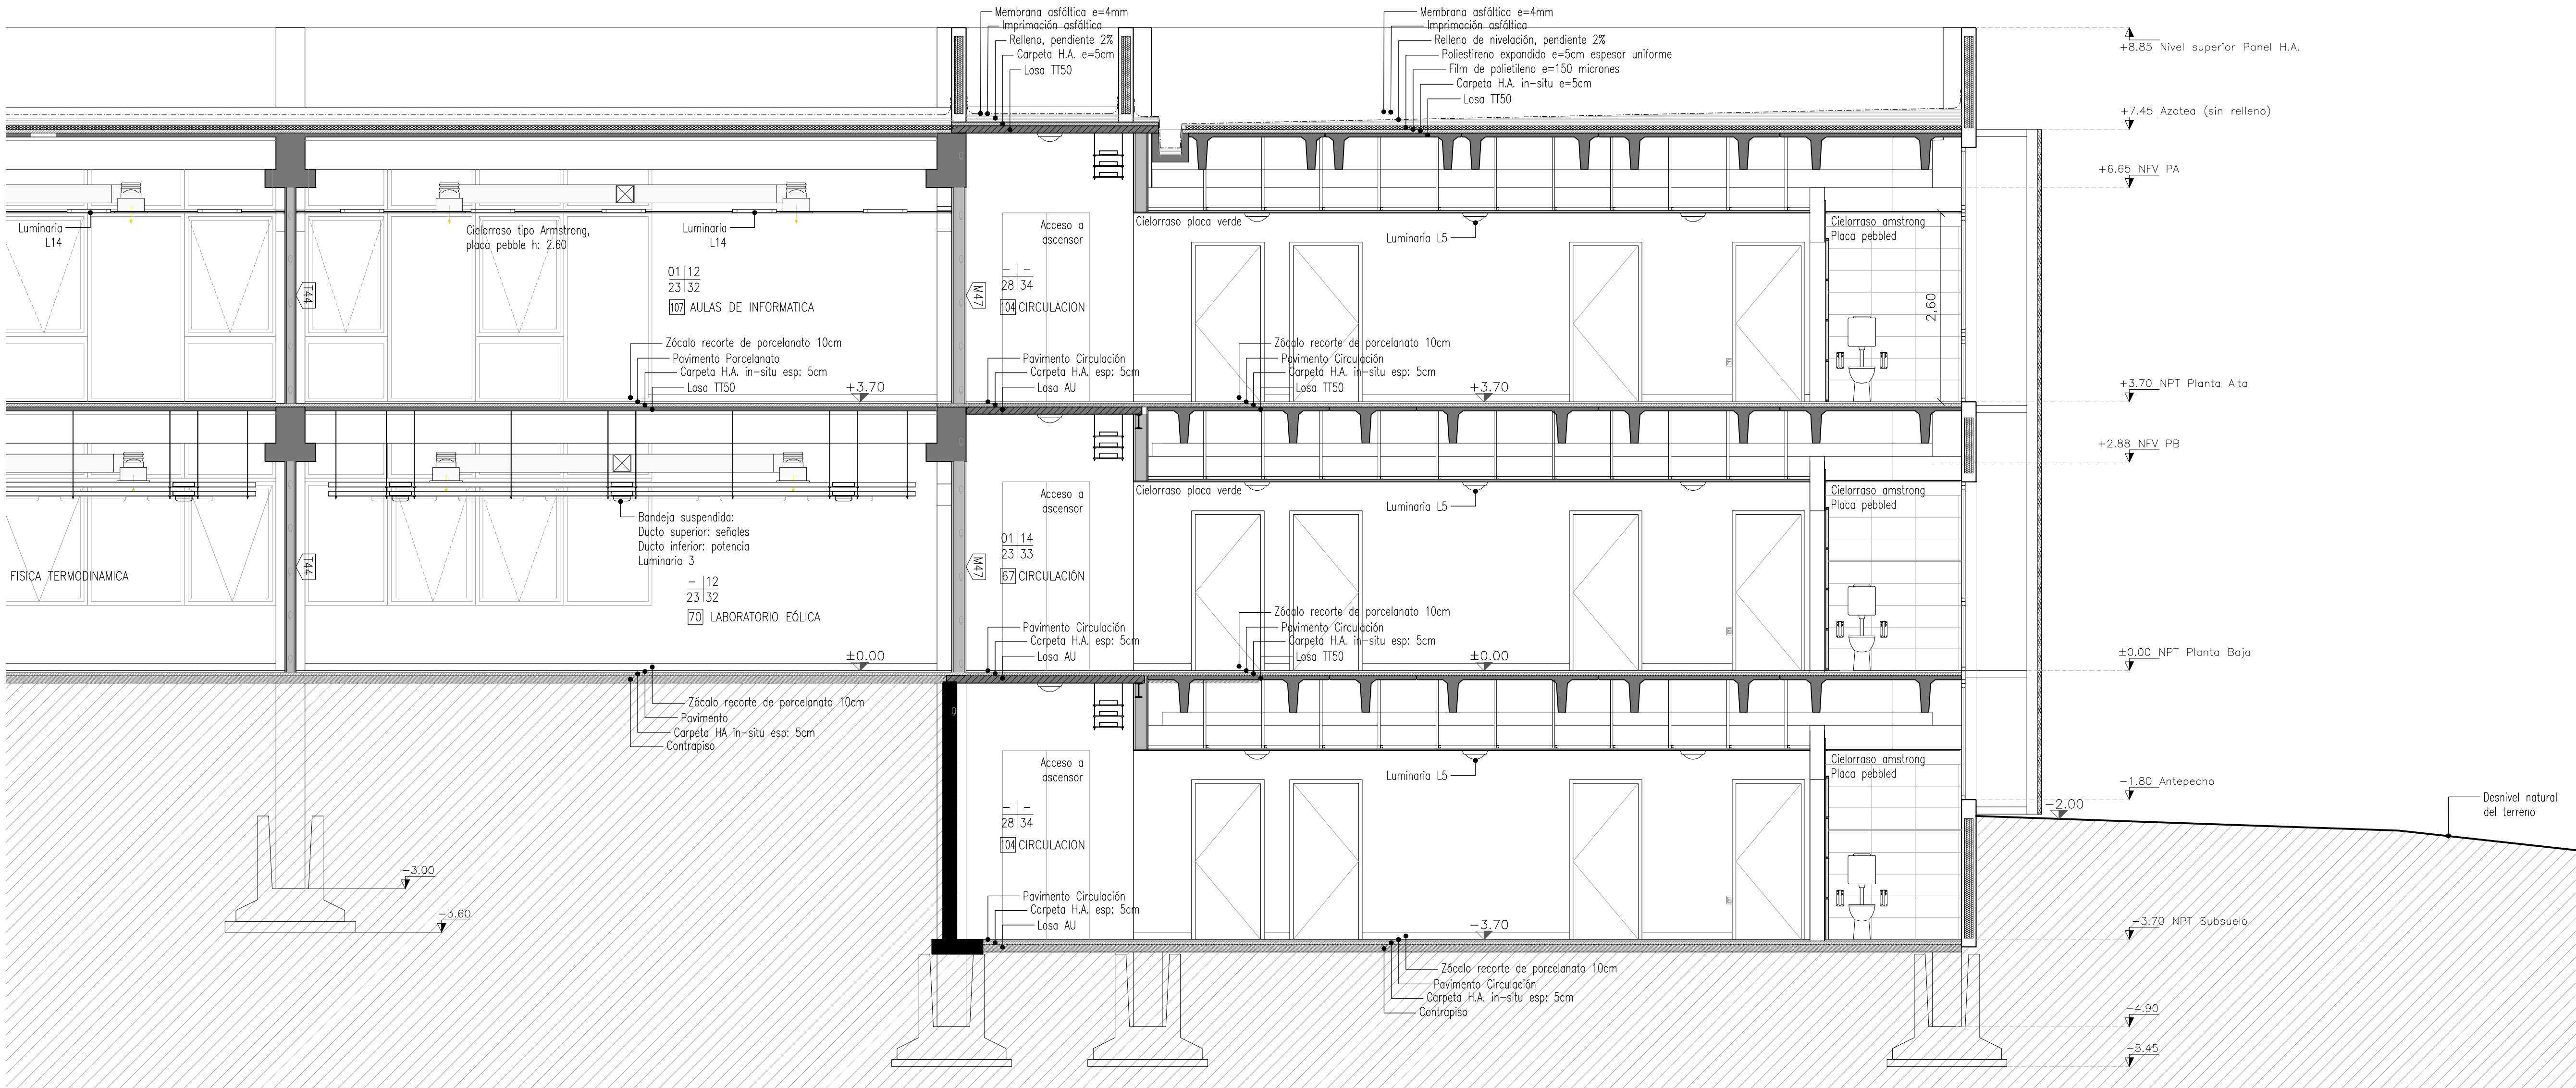 Membrana asfáltica e=4mm
Imprimación asfáltica
Relleno, pendiente 2%
Carpeta H.A. e=5cm
Losa TT50
Membrana asfáltica e=4mm
Imprimación asfáltica
Relleno de nivelación, pendiente 2%
Poliestireno expandido e=5cm espesor uniforme
Film de polietileno e=150 micrones
Carpeta H.A. in-situ e=5cm
Losa TT50
+8.85 Nivel superior Panel H.A.
+7.45 Azotea (sin relleno)
+6.65 NFV PA
Luminaria
L14
Cielorraso tipo Armstrong,
placa pebble h: 2.60
Luminaria
L14
Acceso a
ascensor
Cielorraso placa verde
Luminaria L5
Cielorraso amstrong
Placa pebbled
T44
01 12
23 32
107 AULAS DE INFORMATICA
M47
- -
28 34
104 CIRCULACION
2,60
Zócalo recorte de porcelanato 10cm
Pavimento Porcelanato
Carpeta H.A. in-situ esp: 5cm
Losa TT50
+3.70
Pavimento Circulación
Carpeta H.A. esp: 5cm
Losa AU
Zócalo recorte de porcelanato 10cm
Pavimento Circulación
Carpeta H.A. in-situ esp: 5cm
Losa TT50
+3.70
+3.70 NPT Planta Alta
+2.88 NFV PB
Bandeja suspendida:
Ducto superior: señales
Ducto inferior: potencia
Luminaria 3
Acceso a
ascensor
Cielorraso placa verde
Luminaria L5
Cielorraso amstrong
Placa pebbled
FISICA TERMODINAMICA
T44
- 12
23 32
70 LABORATORIO EÓLICA
M47
01 14
23 33
67 CIRCULACIÓN
±0.00
Pavimento Circulación
Carpeta H.A. esp: 5cm
Losa AU
Zócalo recorte de porcelanato 10cm
Pavimento Circulación
Carpeta H.A. in-situ esp: 5cm
Losa TT50
±0.00
±0.00 NPT Planta Baja
Zócalo recorte de porcelanato 10cm
Pavimento
Carpeta HA in-situ esp: 5cm
Contrapiso
Acceso a
ascensor
Luminaria L5
Cielorraso amstrong
Placa pebbled
-1.80 Antepecho
-2.00
Desnivel natural
del terreno
- -
28 34
104 CIRCULACION
-3.00
-3.60
Pavimento Circulación
Carpeta H.A. esp: 5cm
Losa AU
-3.70
-3.70 NPT Subsuelo
Zócalo recorte de porcelanato 10cm
Pavimento Circulación
Carpeta H.A. in-situ esp: 5cm
Contrapiso
-4.90
-5.45